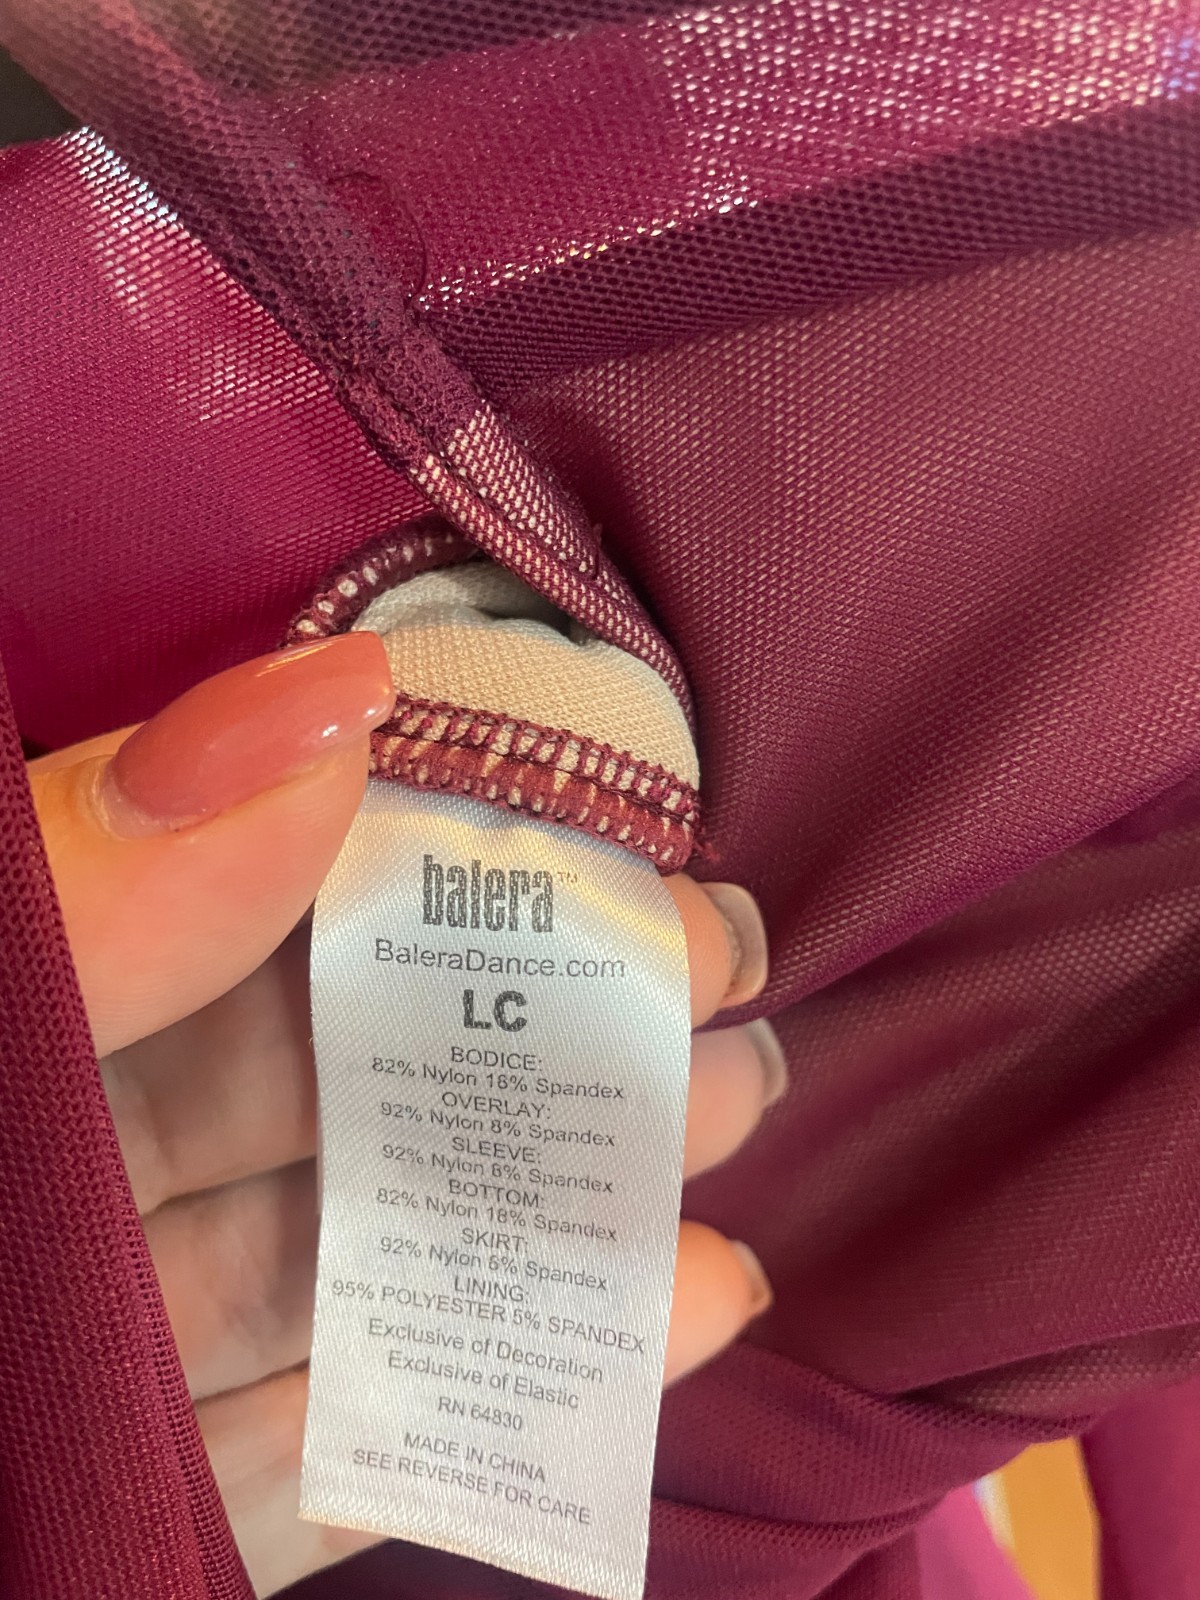 balera™
BaleraDance.com
LC
BODICE:
82% Nylon 18% Spandex
OVERLAY:
92% Nylon 8% Spandex
SLEEVE:
92% Nylon 8% Spandex
BOTTOM:
82% Nylon 18% Spandex
SKIRT:
92% Nylon 8% Spandex
LINING:
95% POLYESTER 5% SPANDEX
Exclusive of Decoration
Exclusive of Elastic
RN 64830
MADE IN CHINA
SEE REVERSE FOR CARE